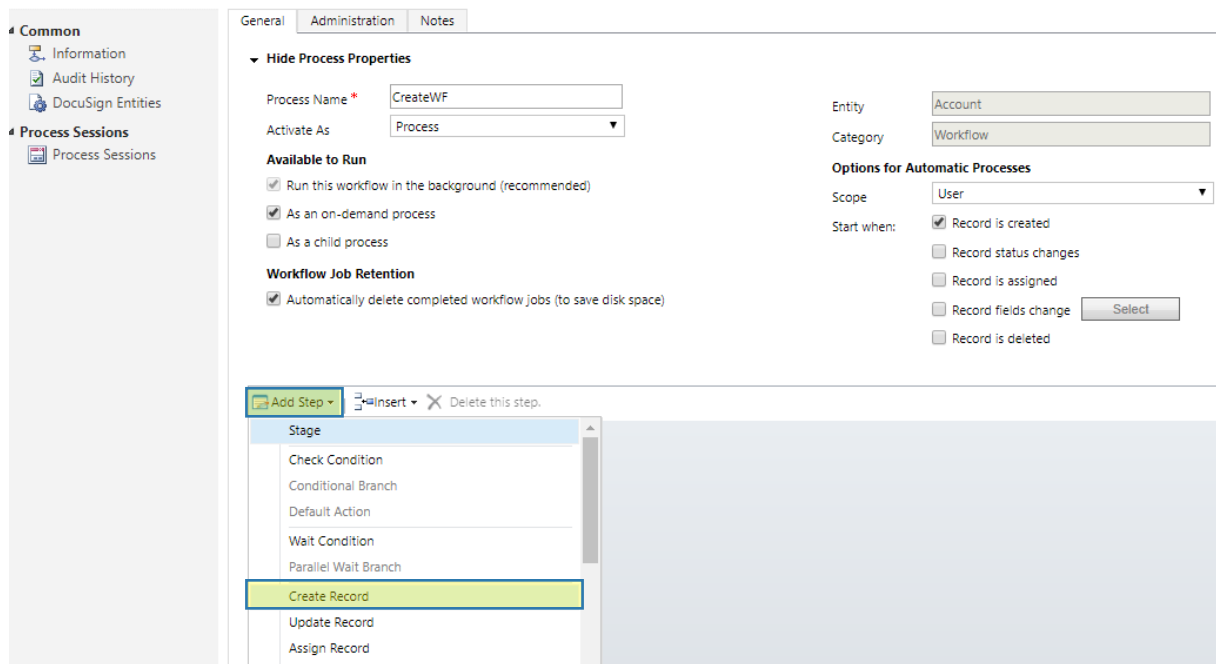 Common
Information
Audit History
DocuSign Entities
Process Sessions
Process Sessions
General Administration Notes
Hide Process Properties
Process Name * CreateWF
Activate As Process
Available to Run
Run this workflow in the background (recommended)
As an on-demand process
As a child process
Workflow Job Retention
Automatically delete completed workflow jobs (to save disk space)
Entity Account
Category Workflow
Options for Automatic Processes
Scope User
Start when: Record is created
Record status changes
Record is assigned
Record fields change Select
Record is deleted
Add Step Insert Delete this step.
Stage
Check Condition
Conditional Branch
Default Action
Wait Condition
Parallel Wait Branch
Create Record
Update Record
Assign Record